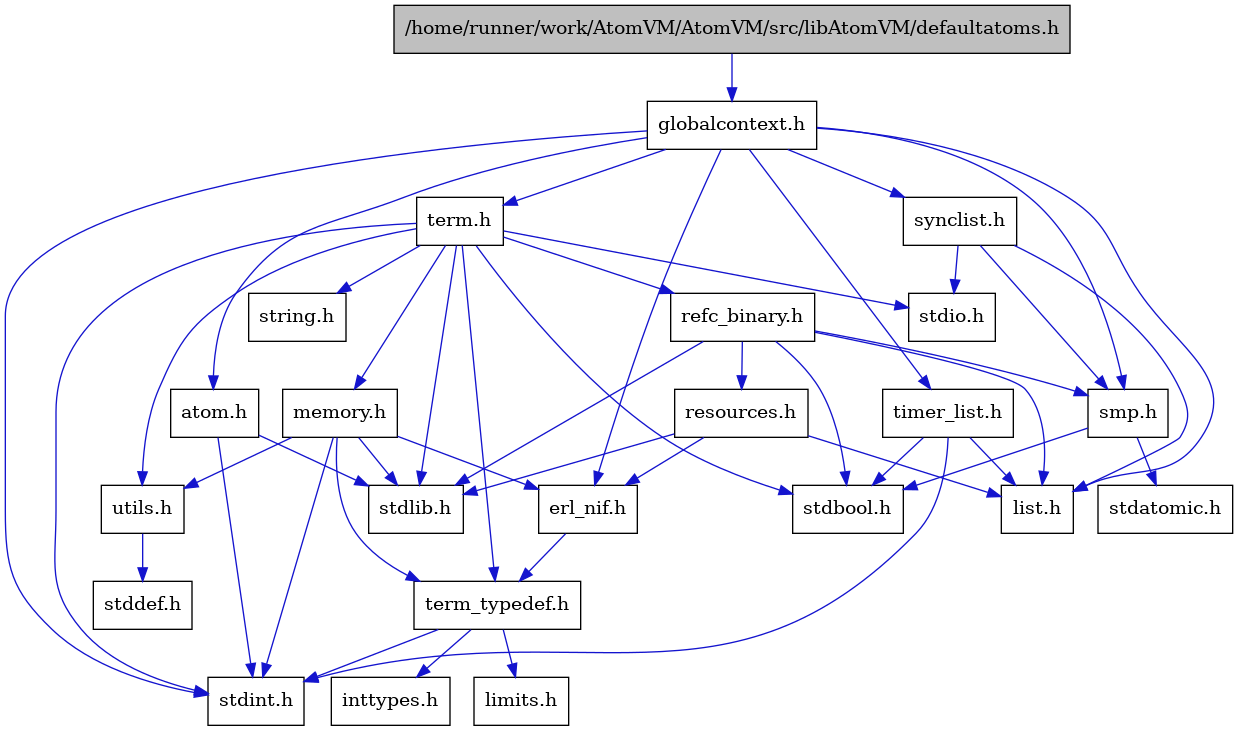 /home/runner/work/AtomVM/AtomVM/src/libAtomVM/defaultatoms.h
globalcontext.h
term.h
synclist.h
string.h
refc_binary.h
stdio.h
atom.h
memory.h
resources.h
timer_list.h
smp.h
utils.h
stdlib.h
erl_nif.h
stdbool.h
list.h
stdatomic.h
stddef.h
term_typedef.h
stdint.h
inttypes.h
limits.h